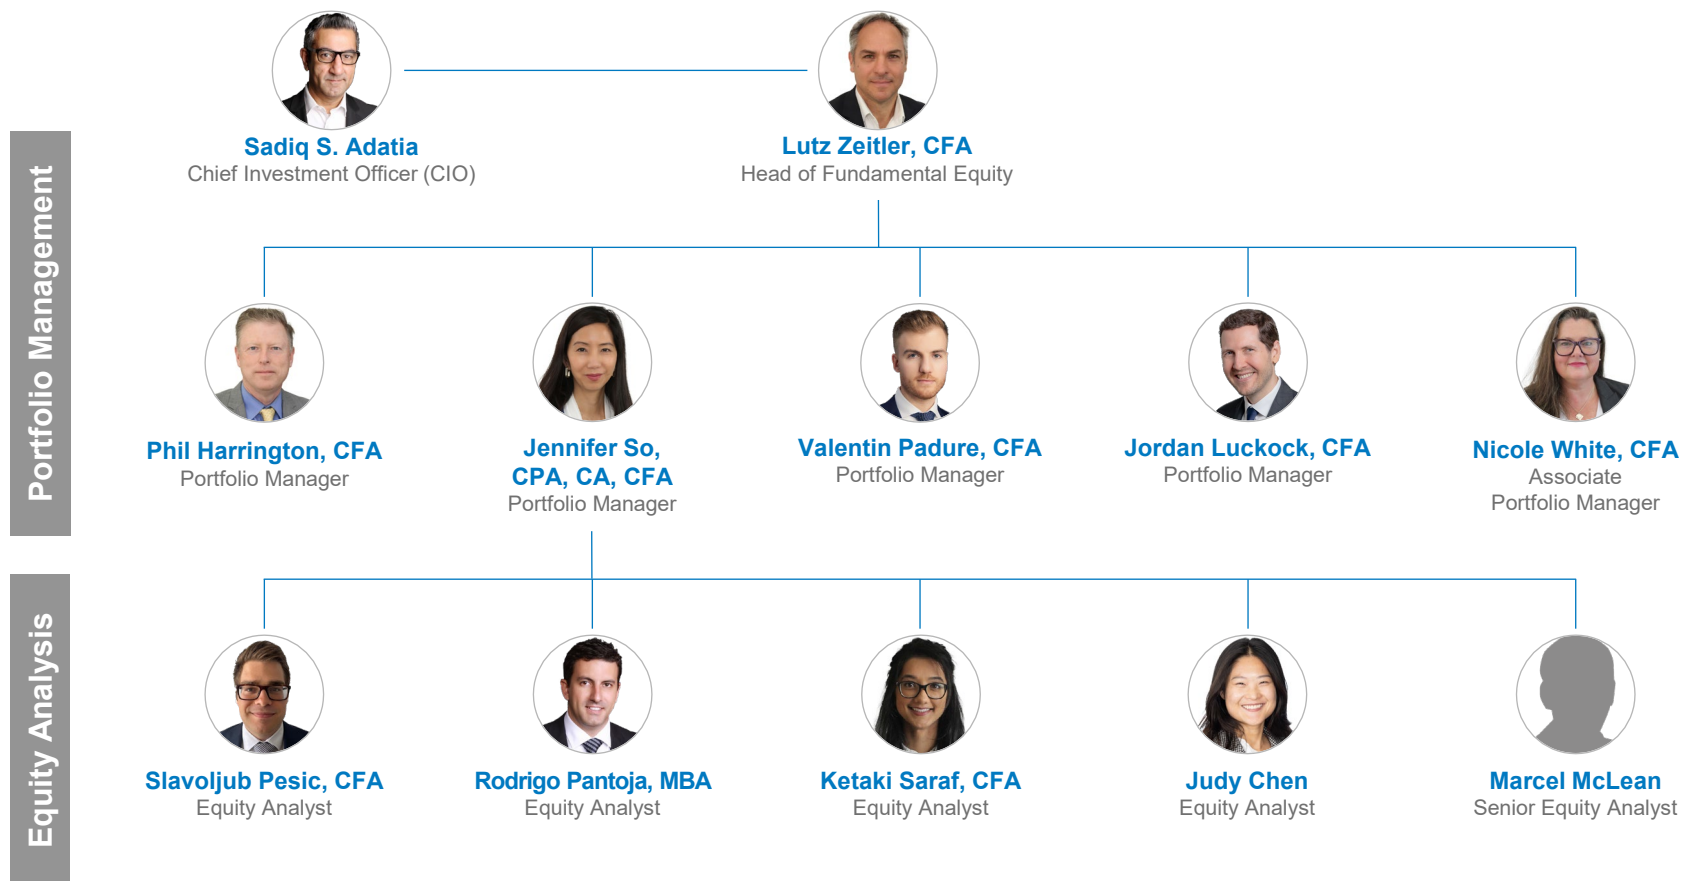 Portfolio Management
Sadiq S. Adatia
Chief Investment Officer (CIO)
Lutz Zeitler, CFA
Head of Fundamental Equity
Phil Harrington, CFA
Portfolio Manager
Jennifer So,
CPA, CA, CFA
Portfolio Manager
Valentin Padure, CFA
Portfolio Manager
Jordan Luckock, CFA
Portfolio Manager
Nicole White, CFA
Associate
Portfolio Manager
Equity Analysis
Slavoljub Pesic, CFA
Equity Analyst
Rodrigo Pantoja, MBA
Equity Analyst
Ketaki Saraf, CFA
Equity Analyst
Judy Chen
Equity Analyst
Marcel McLean
Senior Equity Analyst